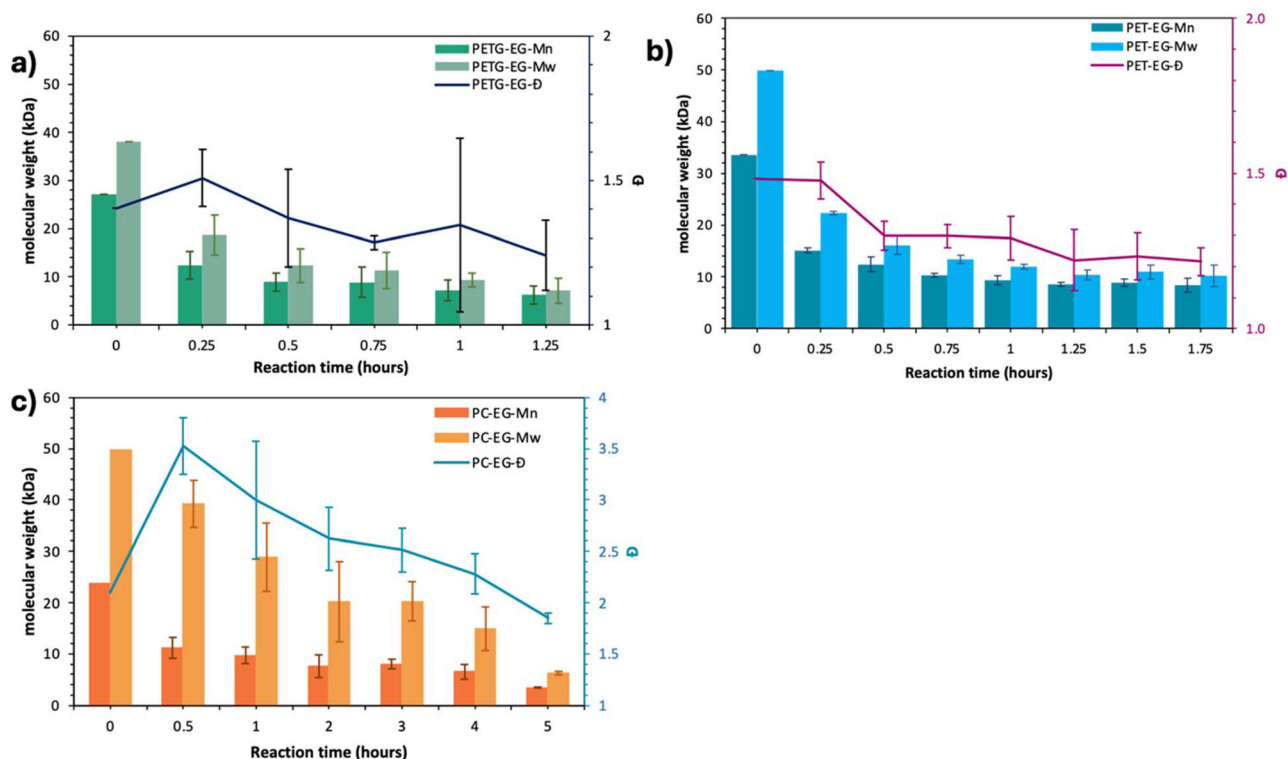 a)
molecular weight (kDa)
60
50
40
30
20
10
0
PETG-EG-Mn
PETG-EG-Mw
PETG-EG-Đ
2
1.5
1
Đ
0 0.25 0.5 0.75 1 1.25
Reaction time (hours)
b)
molecular weight (kDa)
60
50
40
30
20
10
0
PET-EG-Mn
PET-EG-Mw
PET-EG-Đ
2.0
1.5
1.0
Đ
0 0.25 0.5 0.75 1 1.25 1.5 1.75
Reaction time (hours)
c)
molecular weight (kDa)
60
50
40
30
20
10
0
PC-EG-Mn
PC-EG-Mw
PC-EG-Đ
4
3.5
3
2.5
2
1.5
1
Đ
0 0.5 1 2 3 4 5
Reaction time (hours)